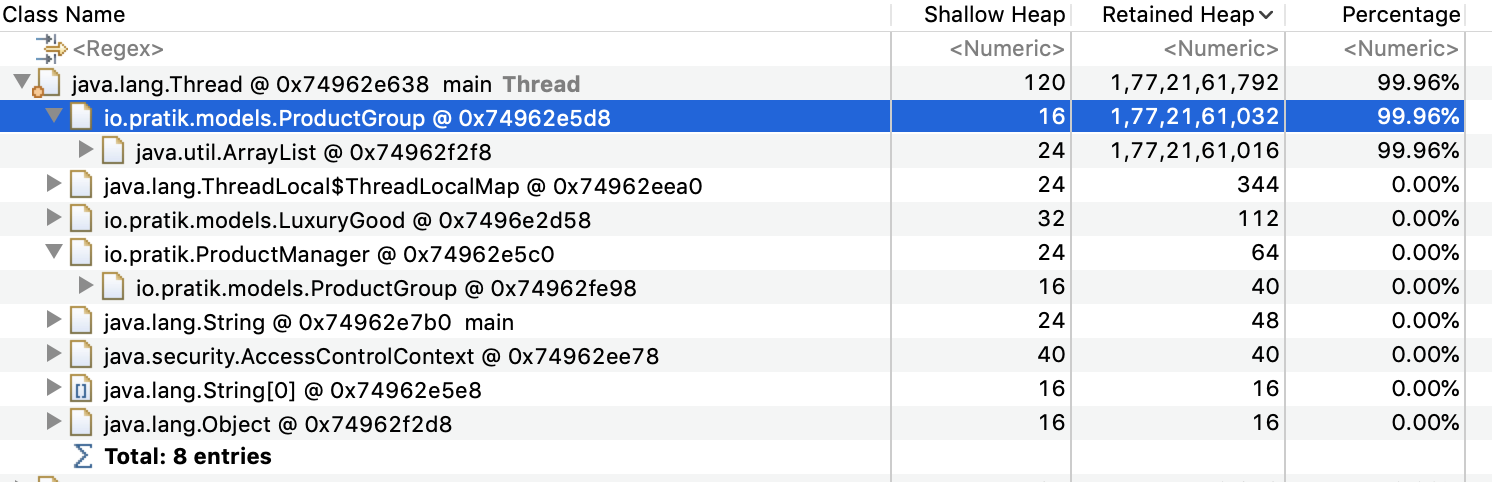 Class Name Shallow Heap Retained Heap Percentage
<Regex> <Numeric> <Numeric> <Numeric>
java.lang.Thread @ 0x74962e638 main Thread 120 1,77,21,61,792 99.96%
io.pratik.models.ProductGroup @ 0x74962e5d8 16 1,77,21,61,032 99.96%
java.util.ArrayList @ 0x74962f2f8 24 1,77,21,61,016 99.96%
java.lang.ThreadLocal$ThreadLocalMap @ 0x74962eea0 24 344 0.00%
io.pratik.models.LuxuryGood @ 0x7496e2d58 32 112 0.00%
io.pratik.ProductManager @ 0x74962e5c0 24 64 0.00%
io.pratik.models.ProductGroup @ 0x74962fe98 16 40 0.00%
java.lang.String @ 0x74962e7b0 main 24 48 0.00%
java.security.AccessControlContext @ 0x74962ee78 40 40 0.00%
java.lang.String[0] @ 0x74962e5e8 16 16 0.00%
java.lang.Object @ 0x74962f2d8 16 16 0.00%
Total: 8 entries